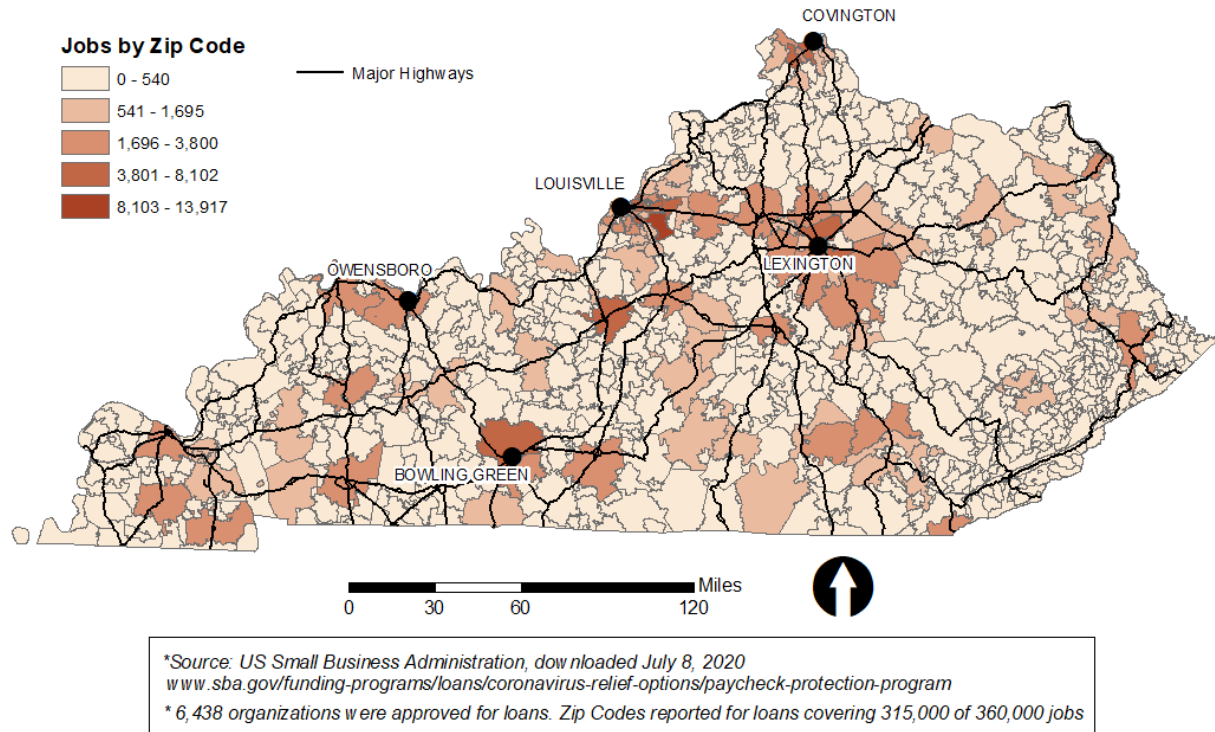 COVINGTON
Jobs by Zip Code
0 - 540
Major Highways
541 - 1,695
1,696 - 3,800
3,801 - 8,102
8,103 - 13,917
LOUISVILLE
OWENSBORO
LEXINGTON
BOWLING GREEN
Miles
0 30 60 120
*Source: US Small Business Administration, downloaded July 8, 2020
www.sba.gov/funding-programs/loans/coronavirus-relief-options/paycheck-protection-program
* 6,438 organizations were approved for loans. Zip Codes reported for loans covering 315,000 of 360,000 jobs